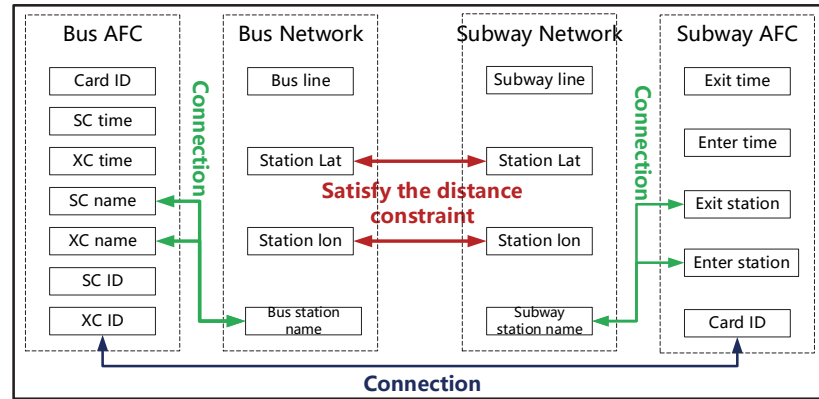 Bus AFC
Card ID
SC time
XC time
SC name
XC name
SC ID
XC ID
Connection
Bus Network
Bus line
Station Lat
Station lon
Bus station
name
Satisfy the distance
constraint
Subway Network
Subway line
Station Lat
Station lon
Subway
station name
Connection
Subway AFC
Exit time
Enter time
Exit station
Enter station
Card ID
Connection